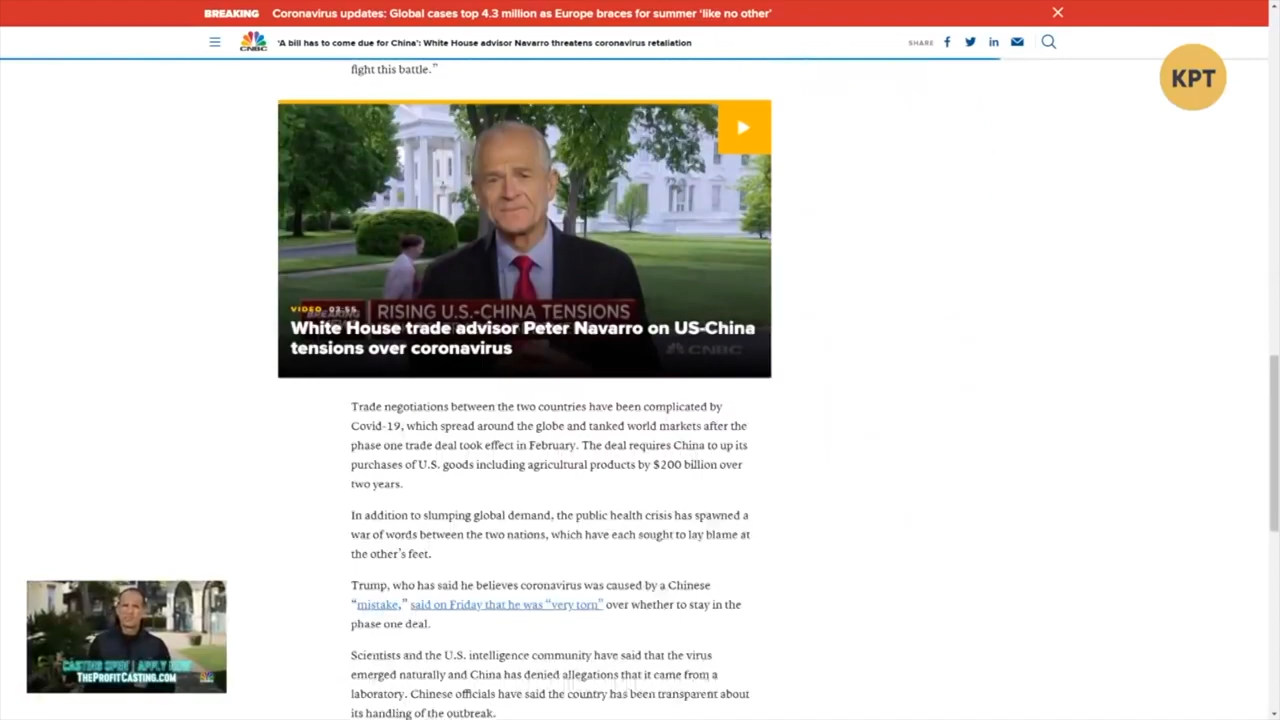 BREAKING Coronavirus updates: Global cases top 4.3 million as Europe braces for summer ‘like no other’
CNBC ‘A bill has to come due for China’: White House advisor Navarro threatens coronavirus retaliation SHARE
KPT
fight this battle.”
RISING U.S.-CHINA TENSIONS
VIDEO 03:55
White House trade advisor Peter Navarro on US-China
tensions over coronavirus
CNBC
Trade negotiations between the two countries have been complicated by
Covid-19, which spread around the globe and tanked world markets after the
phase one trade deal took effect in February. The deal requires China to up its
purchases of U.S. goods including agricultural products by $200 billion over
two years.
In addition to slumping global demand, the public health crisis has spawned a
war of words between the two nations, which have each sought to lay blame at
the other’s feet.
Trump, who has said he believes coronavirus was caused by a Chinese
“mistake,” said on Friday that he was “very torn” over whether to stay in the
phase one deal.
Scientists and the U.S. intelligence community have said that the virus
emerged naturally and China has denied allegations that it came from a
laboratory. Chinese officials have said the country has been transparent about
its handling of the outbreak.
CASTING OPEN | APPLY NOW
THEPROFITCASTING.COM